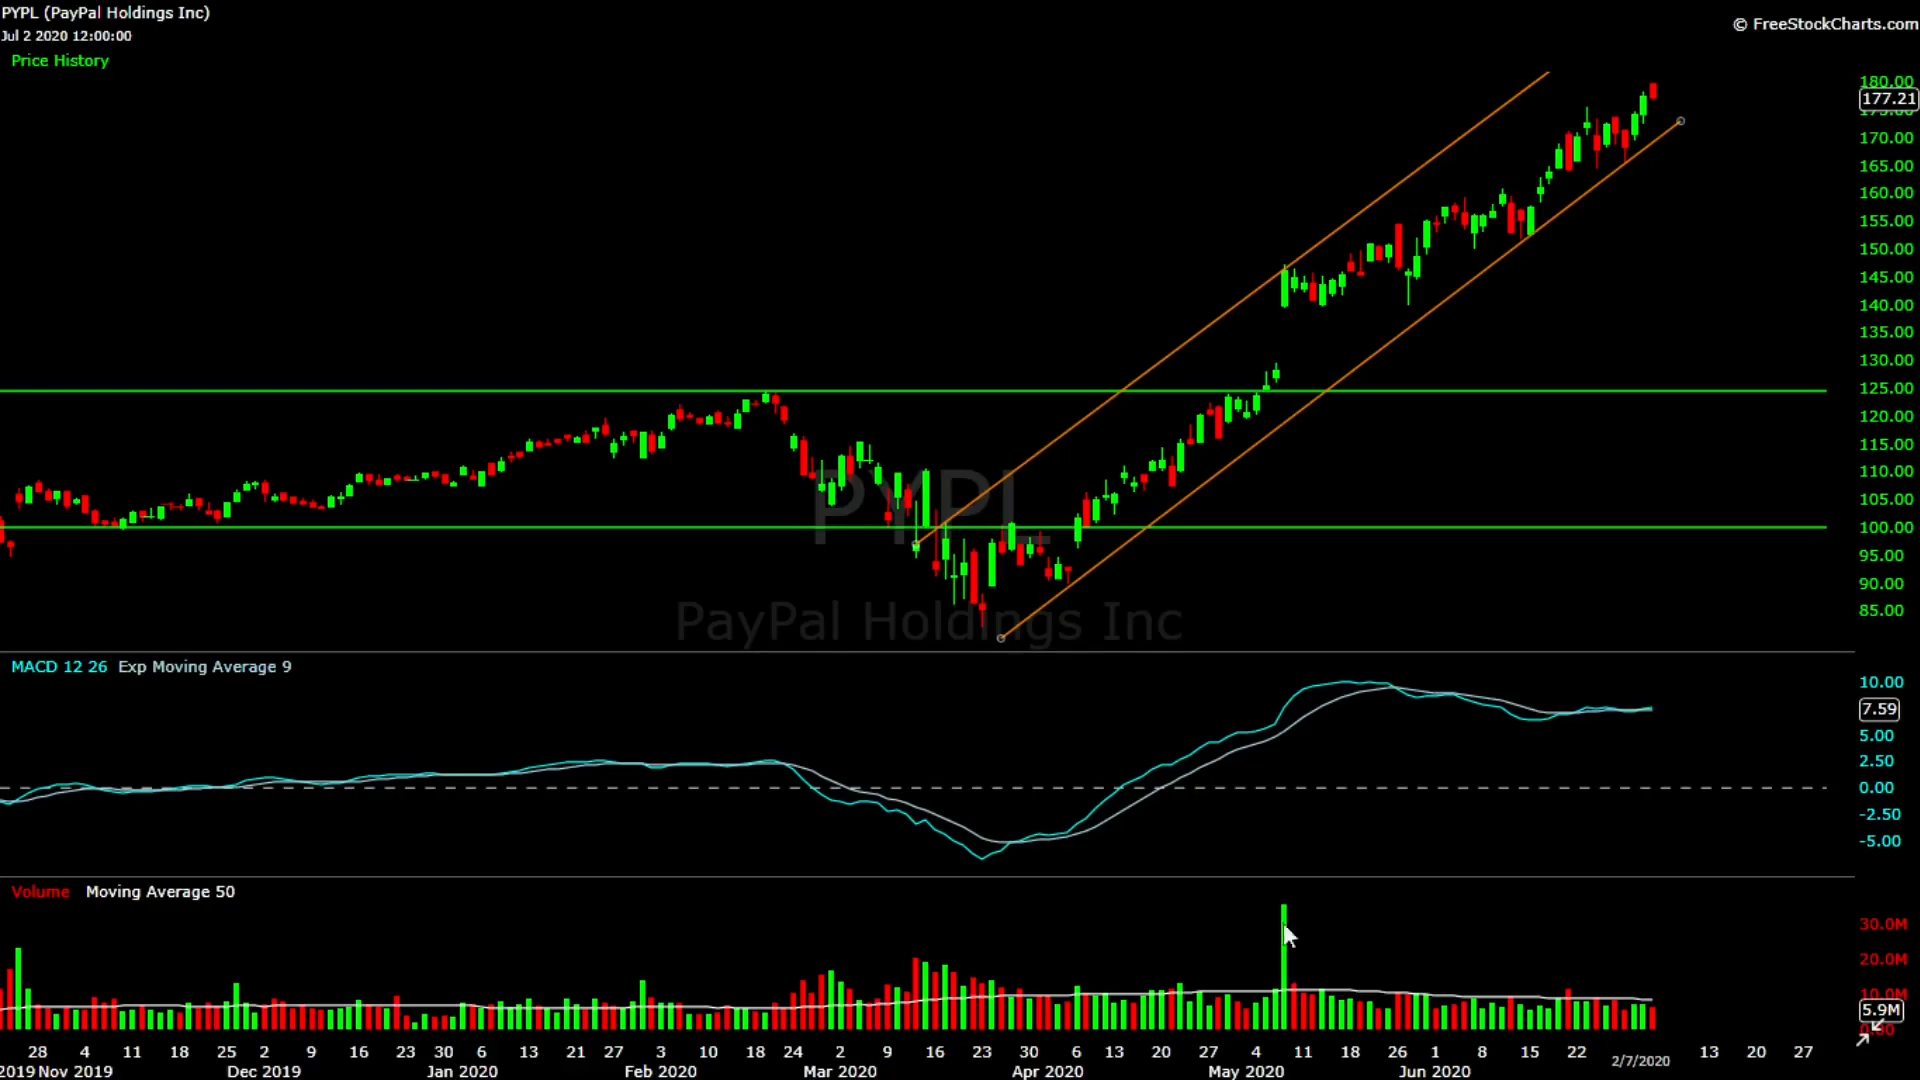 PYPL (PayPal Holdings Inc)
© FreeStockCharts.com
Jul 2 2020 12:00:00
Price History
180.00
177.21
170.00
165.00
160.00
155.00
150.00
145.00
140.00
135.00
130.00
125.00
120.00
115.00
110.00
105.00
100.00
95.00
90.00
85.00
PYPL
PayPal Holdings Inc
MACD 12 26 Exp Moving Average 9
10.00
7.59
5.00
2.50
0.00
-2.50
-5.00
Volume Moving Average 50
30.0M
20.0M
10.0M
5.9M
28 4 11 18 25 2 9 16 23 30 6 13 21 27 3 10 18 24 2 9 16 23 30 6 13 20 27 4 11 18 26 1 8 15 22 2/7/2020 13 20 27
2019 Nov 2019 Dec 2019 Jan 2020 Feb 2020 Mar 2020 Apr 2020 May 2020 Jun 2020